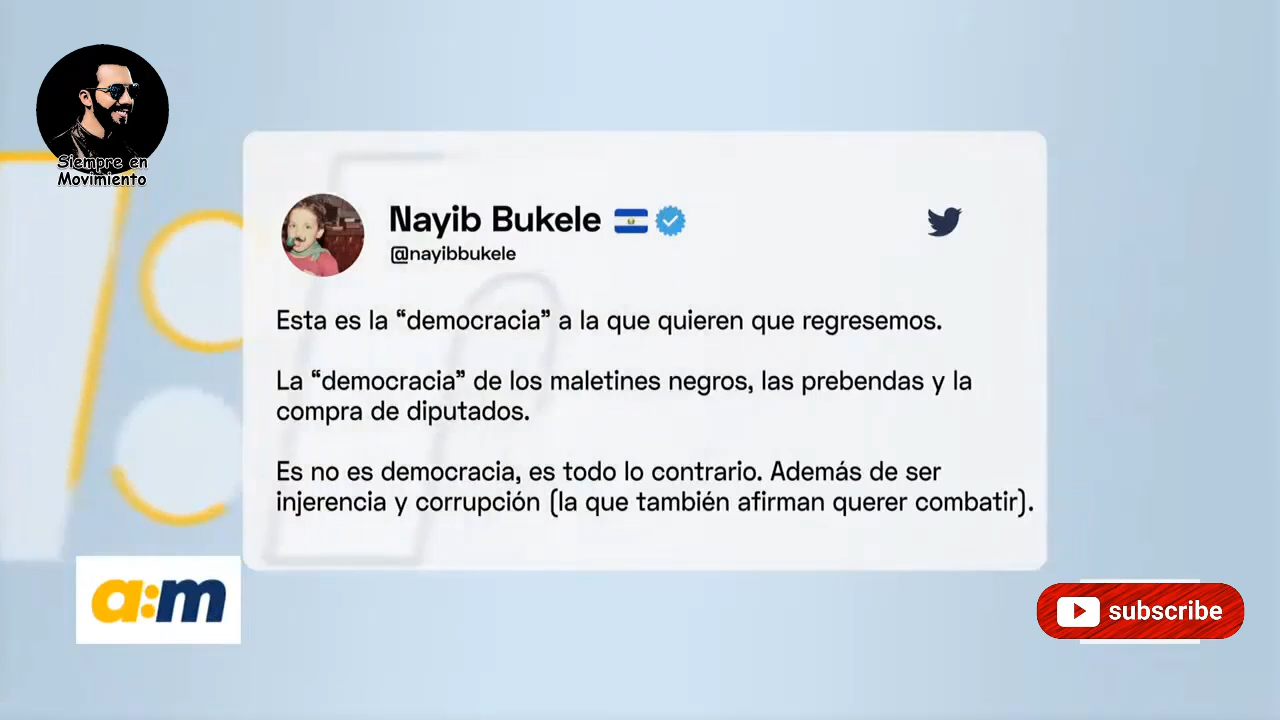 Siempre en
Movimiento
Nayib Bukele
@nayibbukele
Esta es la “democracia” a la que quieren que regresemos.
La “democracia” de los maletines negros, las prebendas y la
compra de diputados.
Es no es democracia, es todo lo contrario. Además de ser
injerencia y corrupción (la que también afirman querer combatir).
a:m
subscribe